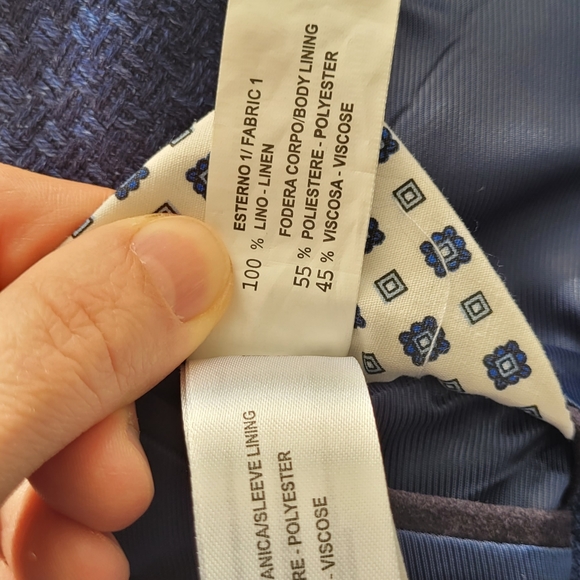 ESTERNO 1/ FABRIC 1
100 % LINO - LINEN
FODERA CORPO/BODY LINING
55 % POLIESTERE - POLYESTER
45 % VISCOSA - VISCOSE
ANICA/SLEEVE LINING
RE - POLYESTER
- VISCOSE